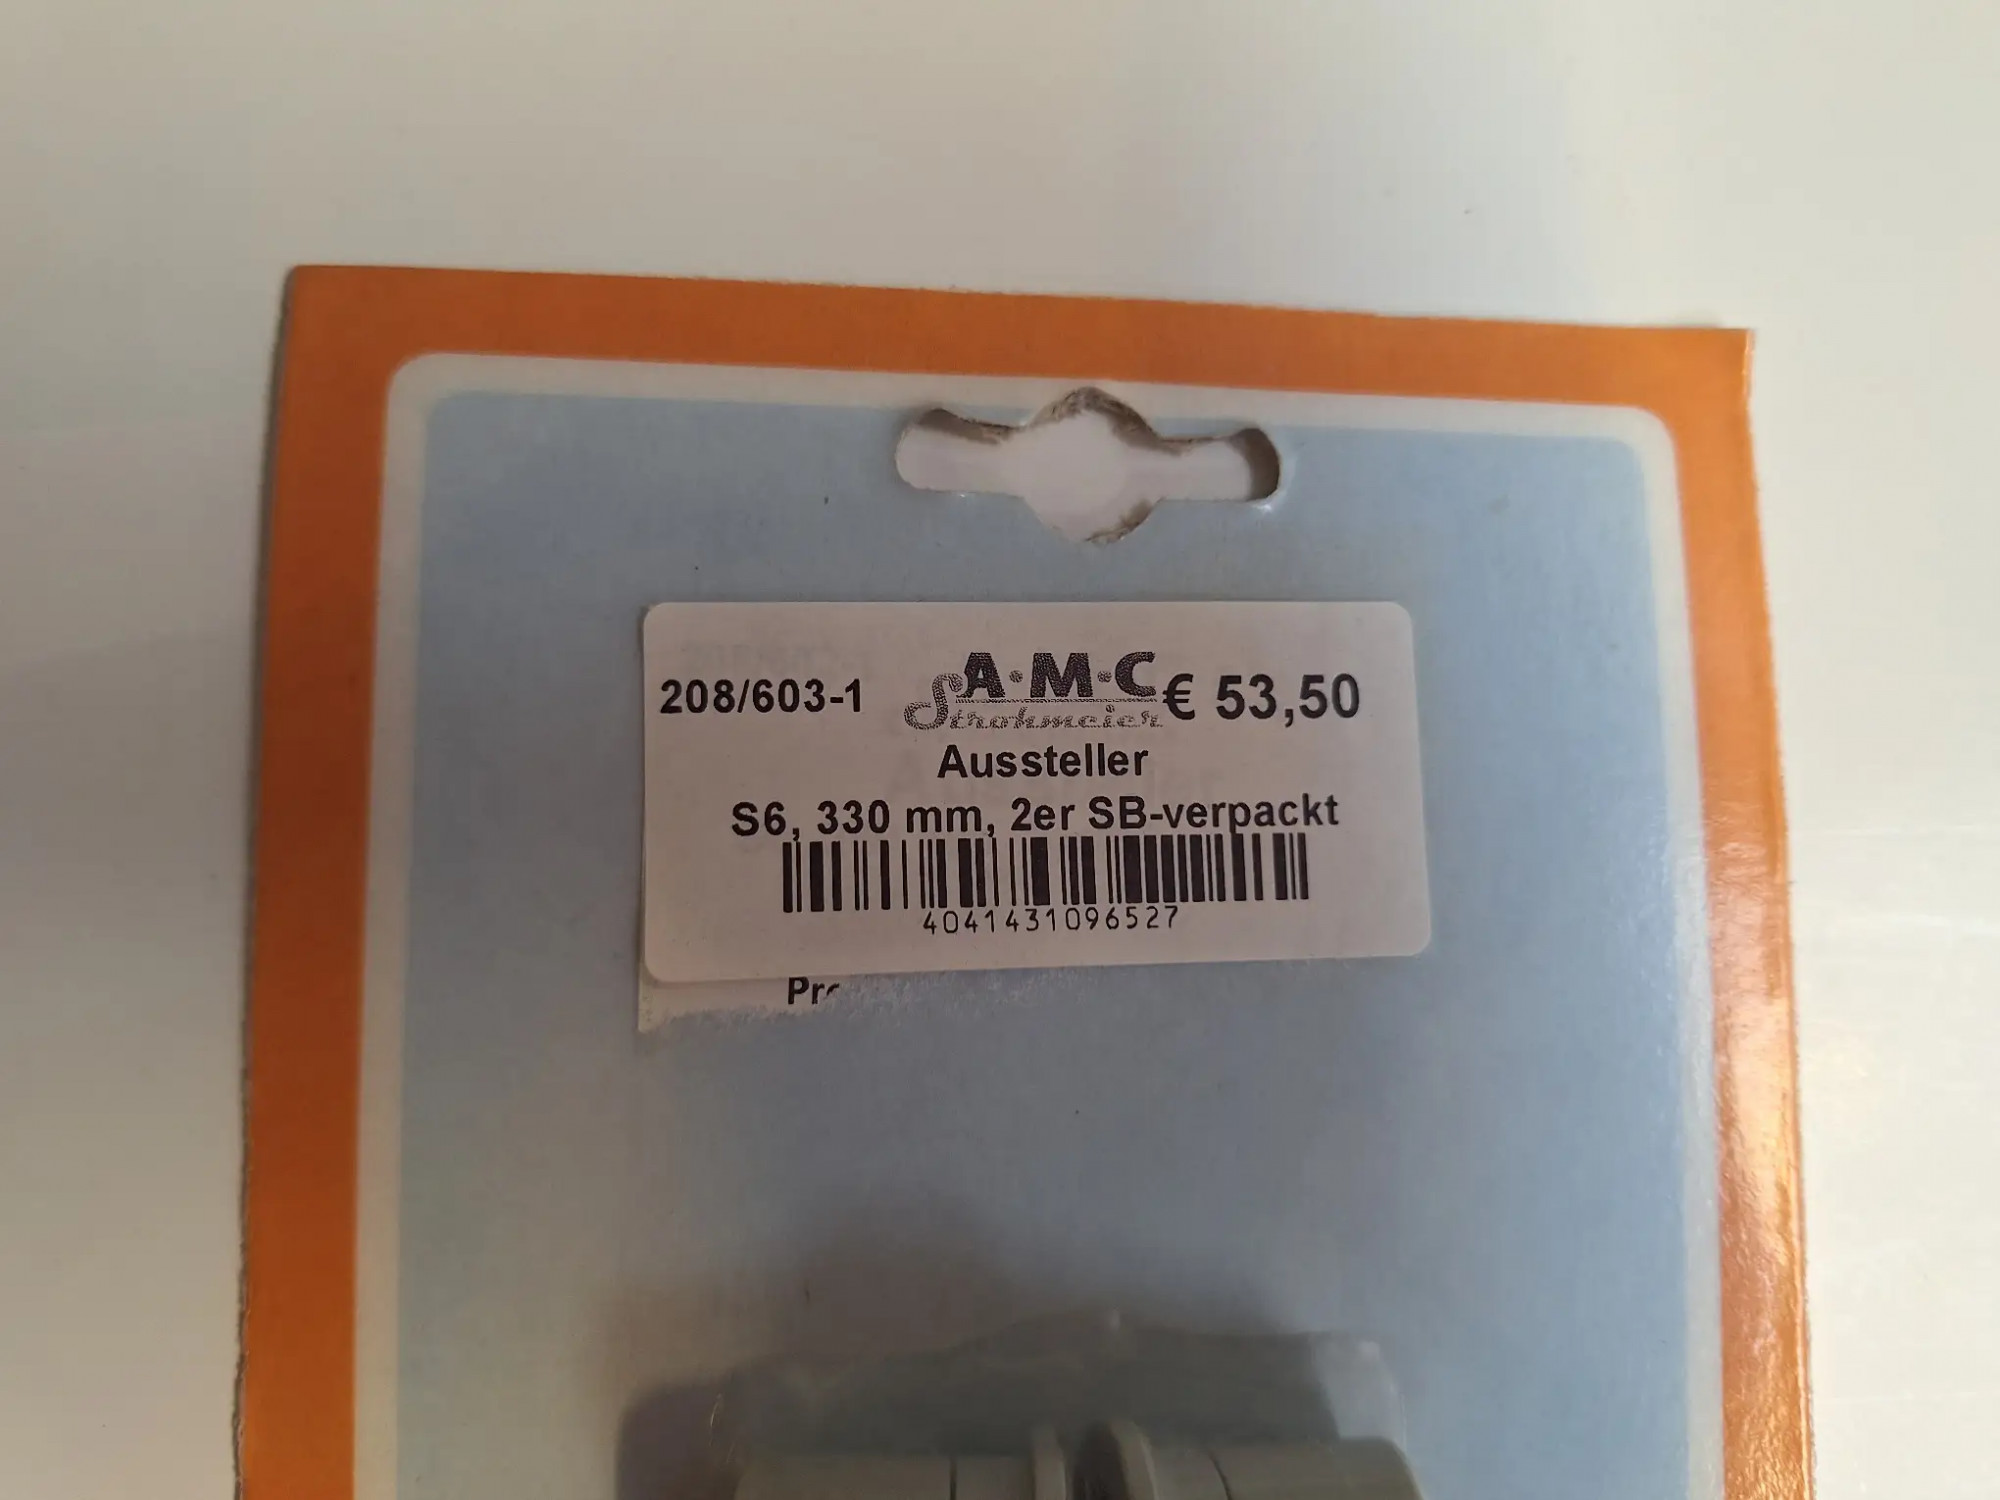 208/603-1 A·M·C € 53,50
Strohmeier
Aussteller
S6, 330 mm, 2er SB-verpackt
4041431096527